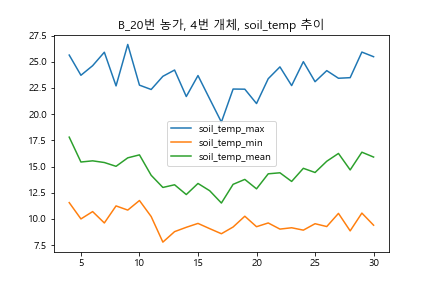 B_20번 농가, 4번 개체, soil_temp 추이
27.5
25.0
22.5
20.0
17.5
15.0
12.5
10.0
7.5
soil_temp_max
soil_temp_min
soil_temp_mean
5 10 15 20 25 30